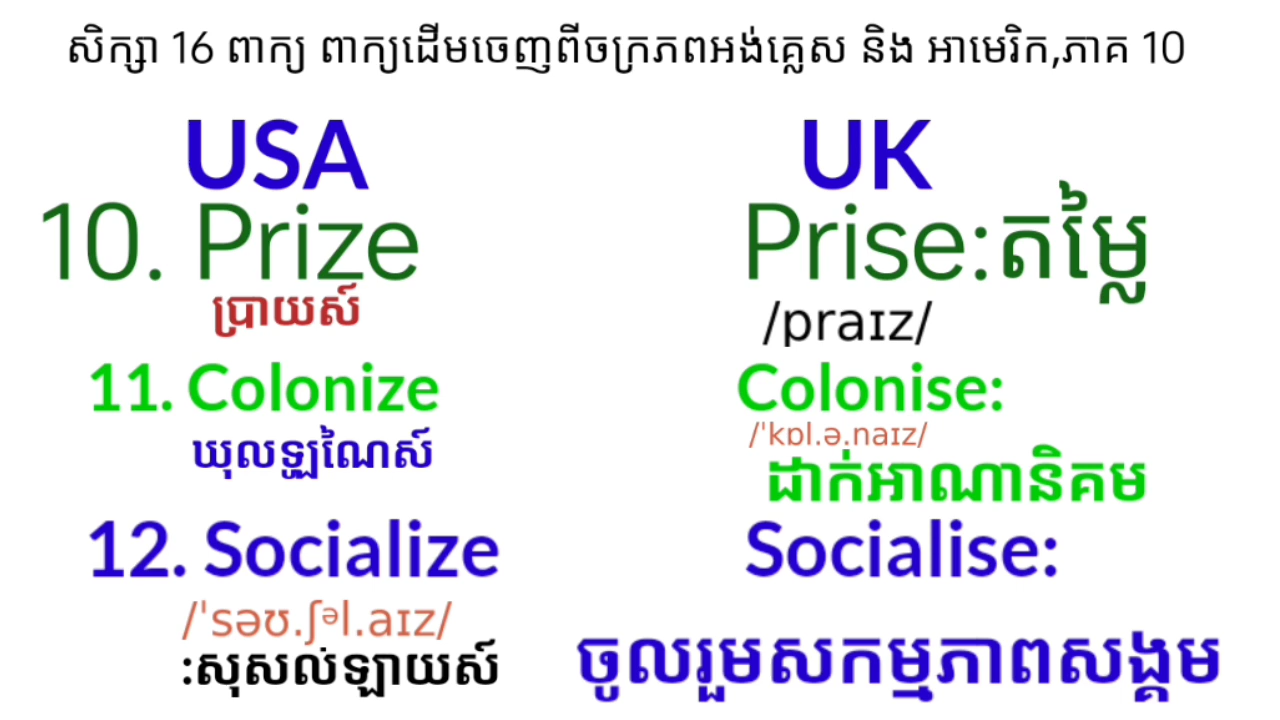 សិក្សា 16 ពាក្យ ពាក្យដើមចេញពីចក្រភពអង់គ្លេស និង អាមេរិក,ភាគ 10
USA UK
10. Prize Prise:តម្លៃ
ប្រាយស៍ /praɪz/
11. Colonize Colonise:
ឃុលឡូណៃស៍ /ˈkɒl.ə.naɪz/
ដាក់អាណានិគម
12. Socialize Socialise:
/ˈsəʊ.ʃᵊl.aɪz/
:សុសល់ឡាយស៍ ចូលរួមសកម្មភាពសង្គម